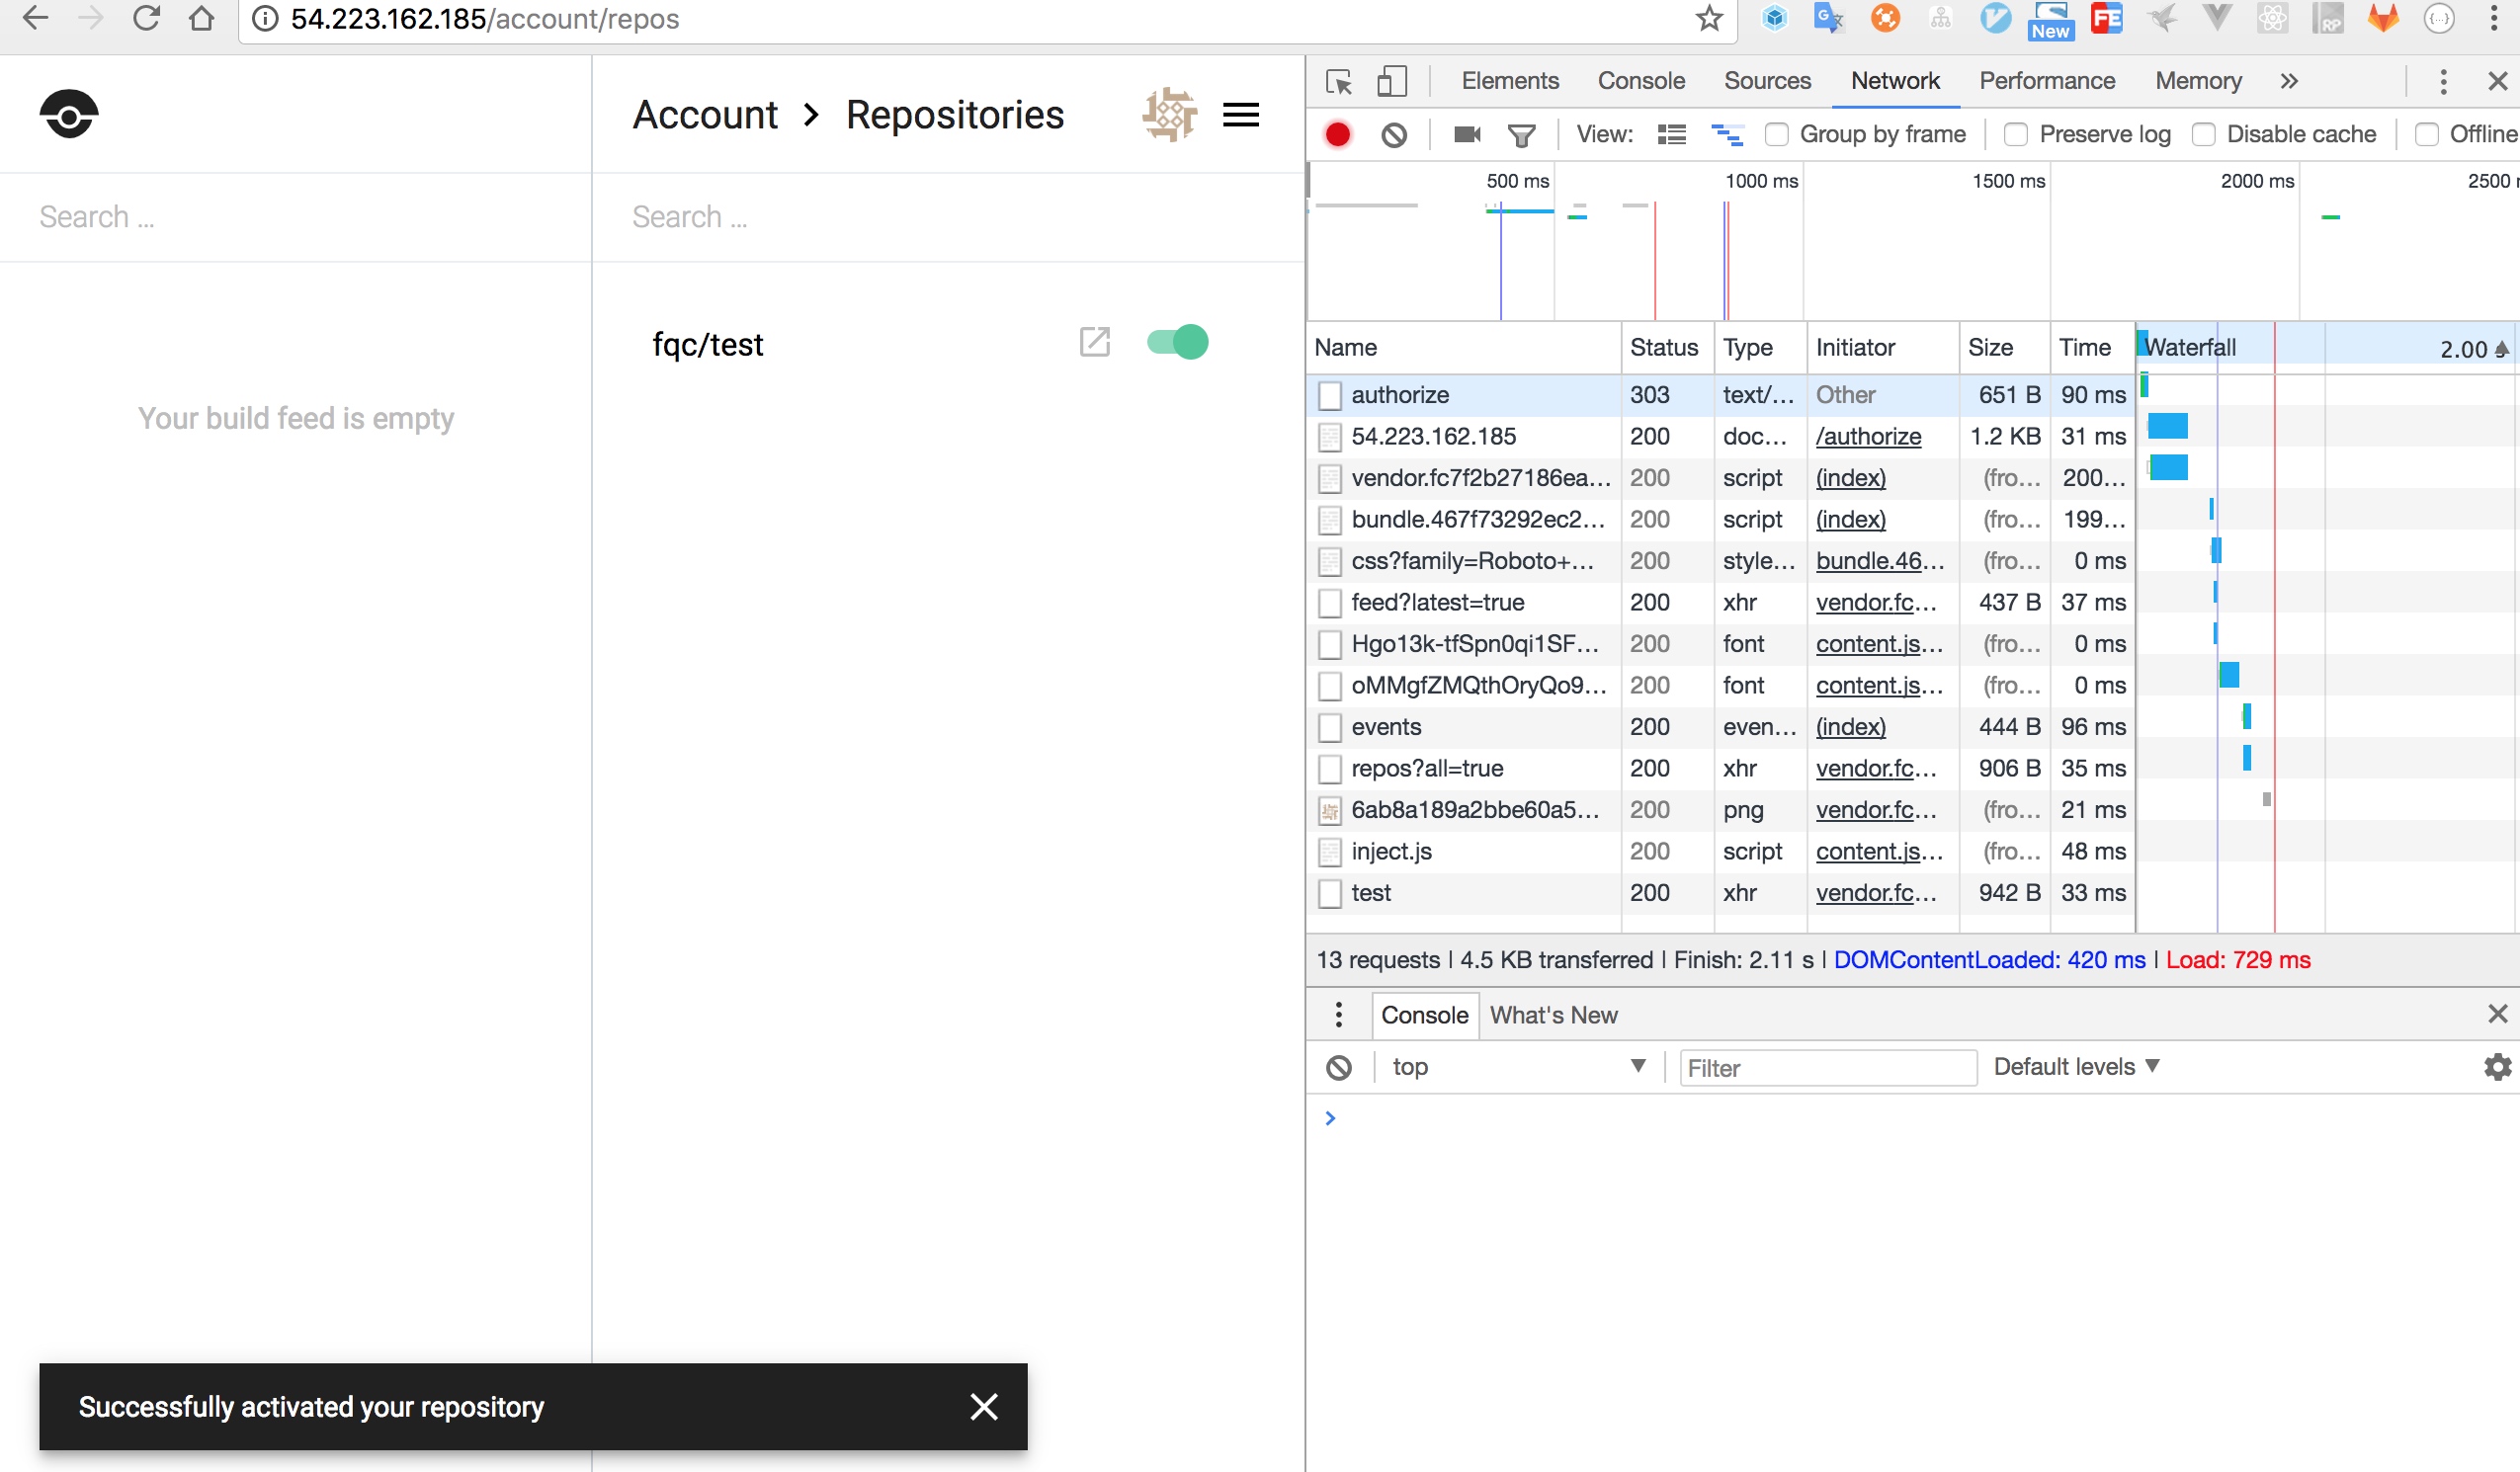 54.223.162.185/account/repos
New
FE
RP
Account > Repositories
Search ...
Search ...
fqc/test
Your build feed is empty
Successfully activated your repository
Elements Console Sources Network Performance Memory »
View: Group by frame Preserve log Disable cache Offline
500 ms 1000 ms 1500 ms 2000 ms 2500
Name Status Type Initiator Size Time Waterfall 2.00 s
authorize 303 text/... Other 651 B 90 ms
54.223.162.185 200 doc... /authorize 1.2 KB 31 ms
vendor.fc7f2b27186ea... 200 script (index) (fro... 200...
bundle.467f73292ec2... 200 script (index) (fro... 199...
css?family=Roboto+... 200 style... bundle.46... (fro... 0 ms
feed?latest=true 200 xhr vendor.fc... 437 B 37 ms
Hgo13k-tfSpn0qi1SF... 200 font content.js... (fro... 0 ms
oMMgfZMQthOryQo9... 200 font content.js... (fro... 0 ms
events 200 even... (index) 444 B 96 ms
repos?all=true 200 xhr vendor.fc... 906 B 35 ms
6ab8a189a2bbe60a5... 200 png vendor.fc... (fro... 21 ms
inject.js 200 script content.js... (fro... 48 ms
test 200 xhr vendor.fc... 942 B 33 ms
13 requests | 4.5 KB transferred | Finish: 2.11 s | DOMContentLoaded: 420 ms | Load: 729 ms
Console What's New
top Filter Default levels